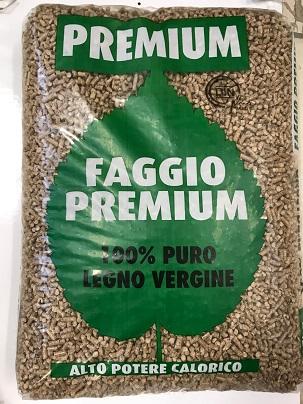 PREMIUM
FAGGIO
PREMIUM
100% PURO
LEGNO VERGINE
ALTO POTERE CALORICO